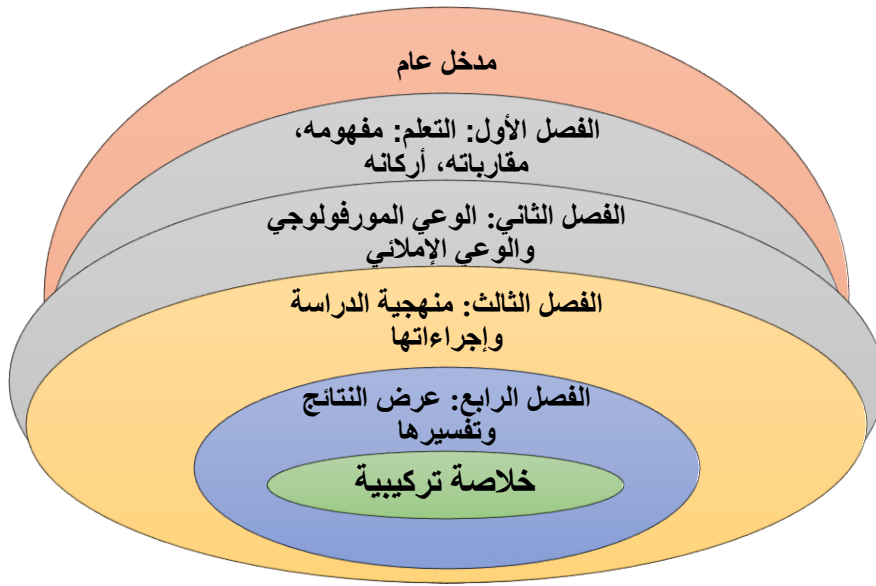 مدخل عام
الفصل الأول: التعلم: مفهومه،
مقارباته، أركانه
الفصل الثاني: الوعي المورفولوجي
والوعي الإملائي
الفصل الثالث: منهجية الدراسة
وإجراءاتها
الفصل الرابع: عرض النتائج
وتفسيرها
خلاصة تركيبية